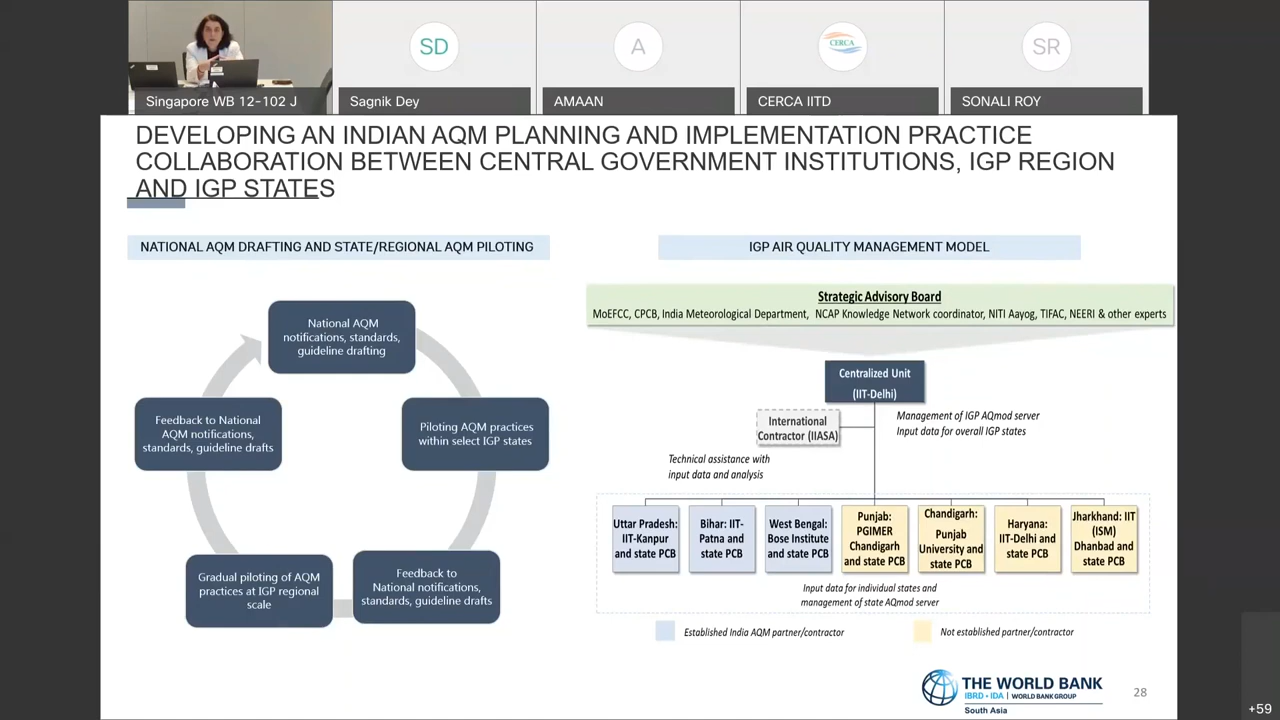 Singapore WB 12-102 J
SD
Sagnik Dey
A
AMAAN
CERCA
CERCA IITD
SR
SONALI ROY
DEVELOPING AN INDIAN AQM PLANNING AND IMPLEMENTATION PRACTICE
COLLABORATION BETWEEN CENTRAL GOVERNMENT INSTITUTIONS, IGP REGION
AND IGP STATES
NATIONAL AQM DRAFTING AND STATE/REGIONAL AQM PILOTING
National AQM
notifications, standards,
guideline drafting
Piloting AQM practices
within select IGP states
Feedback to
National notifications,
standards, guideline drafts
Gradual piloting of AQM
practices at IGP regional
scale
Feedback to National
AQM notifications,
standards, guideline drafts
IGP AIR QUALITY MANAGEMENT MODEL
Strategic Advisory Board
MoEFCC, CPCB, India Meteorological Department, NCAP Knowledge Network coordinator, NITI Aayog, TIFAC, NEERI & other experts
Centralized Unit
(IIT-Delhi)
International
Contractor (IIASA)
Management of IGP AQmod server
Input data for overall IGP states
Technical assistance with
input data and analysis
Uttar Pradesh:
IIT-Kanpur
and state PCB
Bihar: IIT-
Patna and
state PCB
West Bengal:
Bose Institute
and state PCB
Punjab:
PGIMER
Chandigarh
and state PCB
Chandigarh:
Punjab
University and
state PCB
Haryana:
IIT-Delhi and
state PCB
Jharkhand: IIT
(ISM)
Dhanbad and
state PCB
Input data for individual states and
management of state AQmod server
Established India AQM partner/contractor
Not established partner/contractor
THE WORLD BANK
IBRD • IDA | WORLD BANK GROUP
South Asia
28
+59